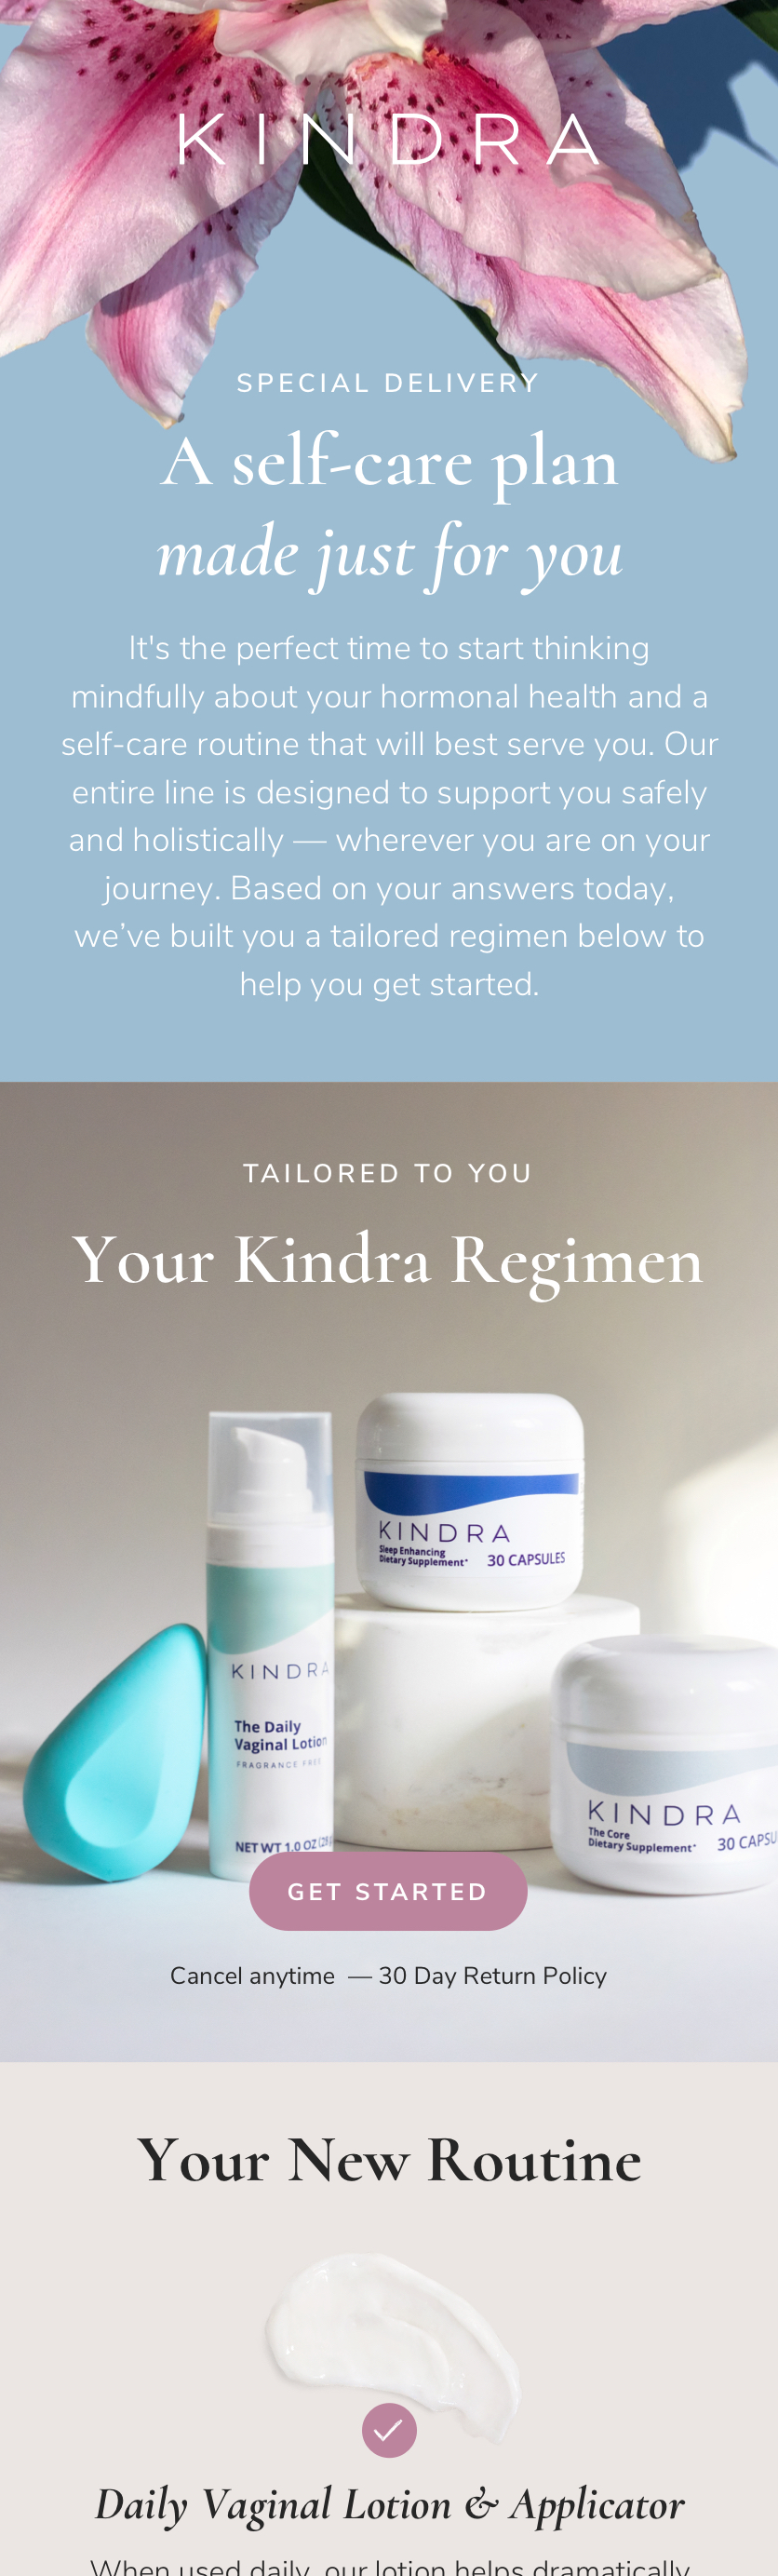 KINDRA
SPECIAL DELIVERY
A self-care plan
made just for you
It's the perfect time to start thinking
mindfully about your hormonal health and a
self-care routine that will best serve you. Our
entire line is designed to support you safely
and holistically — wherever you are on your
journey. Based on your answers today,
we’ve built you a tailored regimen below to
help you get started.
TAILORED TO YOU
Your Kindra Regimen
KINDRA
Sleep Enhancing
Dietary Supplement* 30 CAPSULES
KINDRA
The Daily
Vaginal Lotion
FRAGRANCE FREE
NET WT 1.0 OZ
KINDRA
The Core
Dietary Supplement* 30 CAPSU
GET STARTED
Cancel anytime — 30 Day Return Policy
Your New Routine
Daily Vaginal Lotion & Applicator
When used daily, our lotion helps dramatically